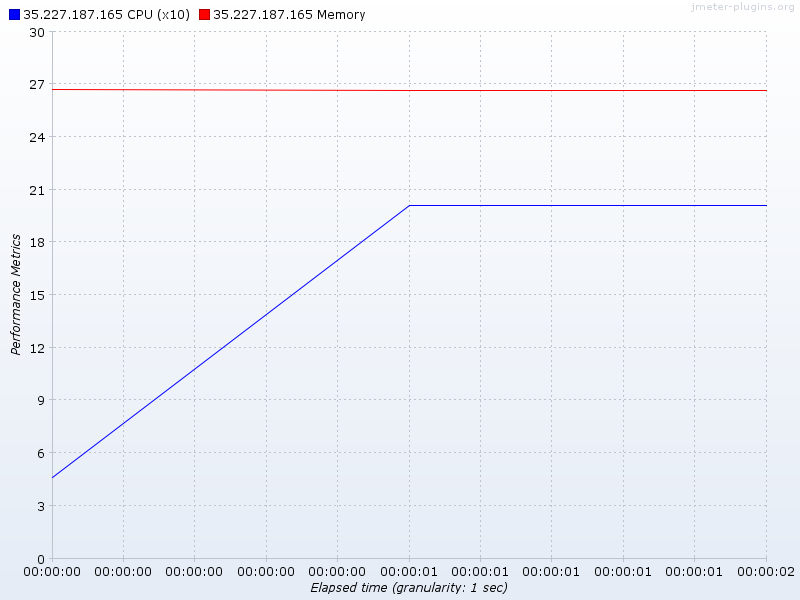 35.227.187.165 CPU (x10) 35.227.187.165 Memory
jmeter-plugins.org
30
27
24
21
18
15
12
9
6
3
0
Performance Metrics
00:00:00 00:00:00 00:00:00 00:00:00 00:00:00 00:00:01 00:00:01 00:00:01 00:00:01 00:00:01 00:00:02
Elapsed time (granularity: 1 sec)